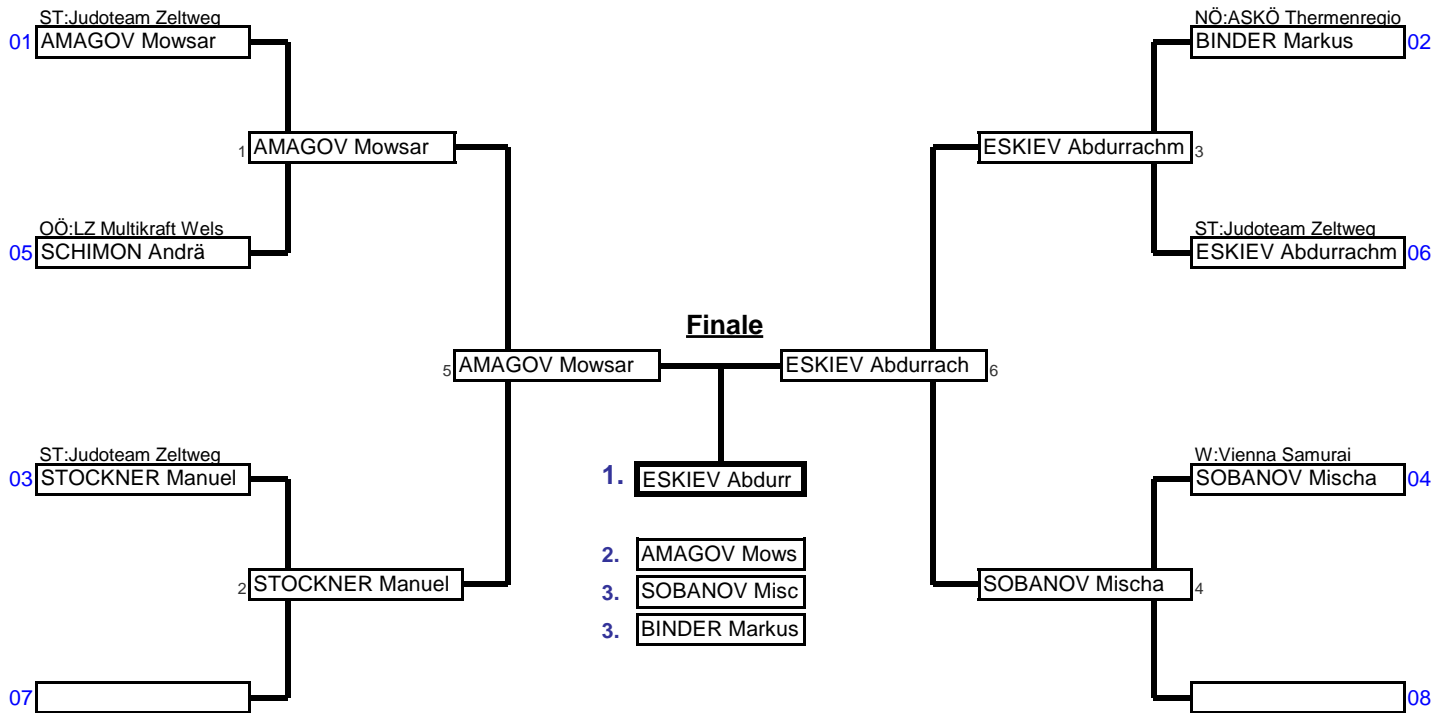 ST:Judoteam Zeltweg
01 AMAGOV Mowsar
NÖ:ASKÖ Thermenregio
BINDER Markus 02
1 AMAGOV Mowsar
ESKIEV Abdurrachm 3
OÖ:LZ Multikraft Wels
05 SCHIMON Andrä
ST:Judoteam Zeltweg
ESKIEV Abdurrachm 06
Finale
5 AMAGOV Mowsar
ESKIEV Abdurrach 6
ST:Judoteam Zeltweg
03 STOCKNER Manuel
1. ESKIEV Abdurr
W:Vienna Samurai
SOBANOV Mischa 04
2. AMAGOV Mows
2 STOCKNER Manuel
3. SOBANOV Misc
SOBANOV Mischa 4
3. BINDER Markus
07
08